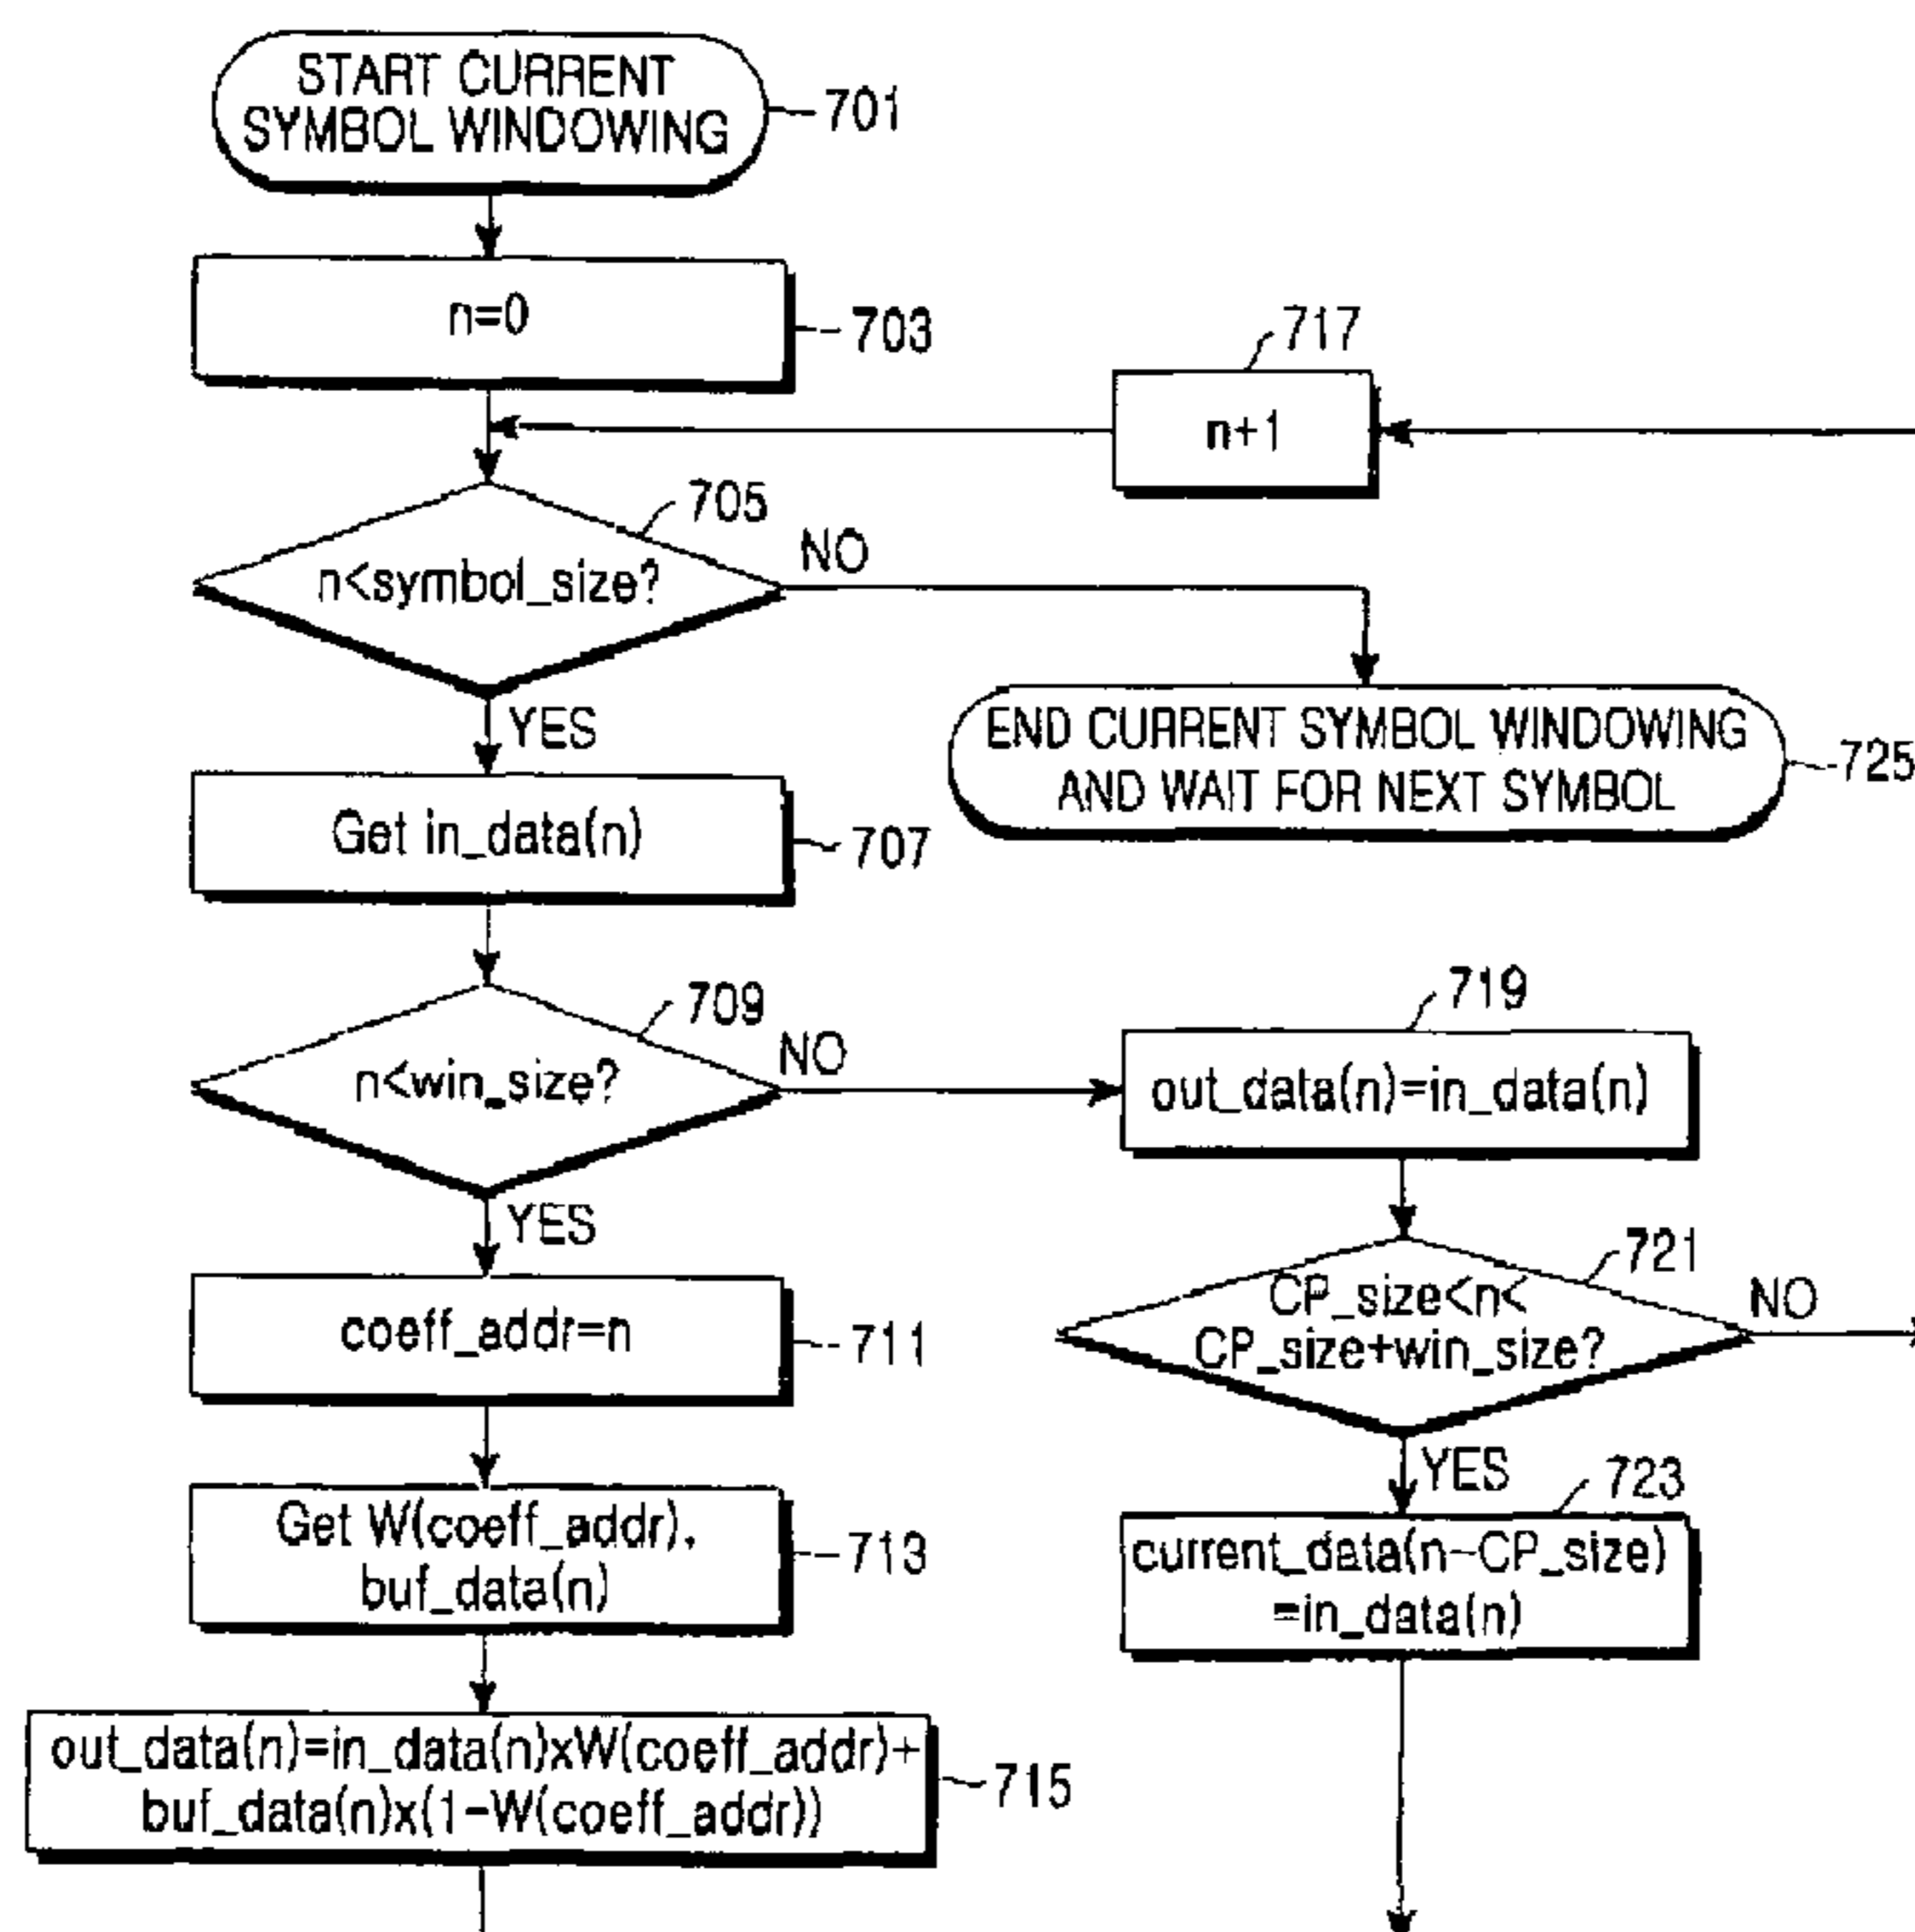 START CURRENT
SYMBOL WINDOWING
701
n=0
703
717
n+1
705
n<symbol_size?
NO
YES
END CURRENT SYMBOL WINDOWING
AND WAIT FOR NEXT SYMBOL
725
Get in_data(n)
707
709
n<win_size?
NO
YES
719
out_data(n)=in_data(n)
721
CP_size<n<
CP_size+win_size?
NO
YES
coeff_addr=n
711
723
current_data(n-CP_size)
=in_data(n)
Get W(coeff_addr),
buf_data(n)
713
out_data(n)=in_data(n)xW(coeff_addr)+
buf_data(n)x(1-W(coeff_addr))
715